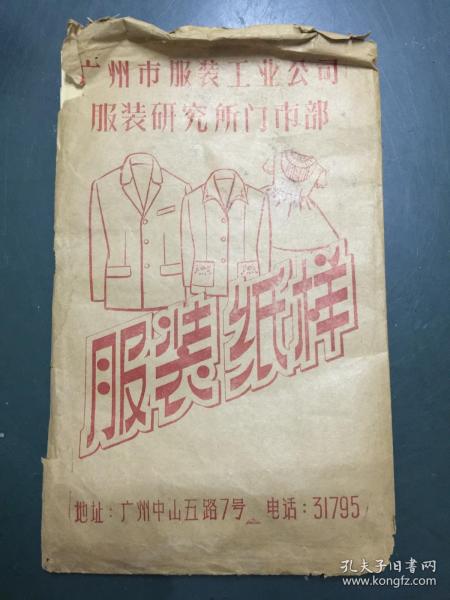 广州市服装工业公司
服装研究所门市部
服装纸样
地址：广州中山五路7号 电话：31795
孔夫子旧书网
www.kongfz.com